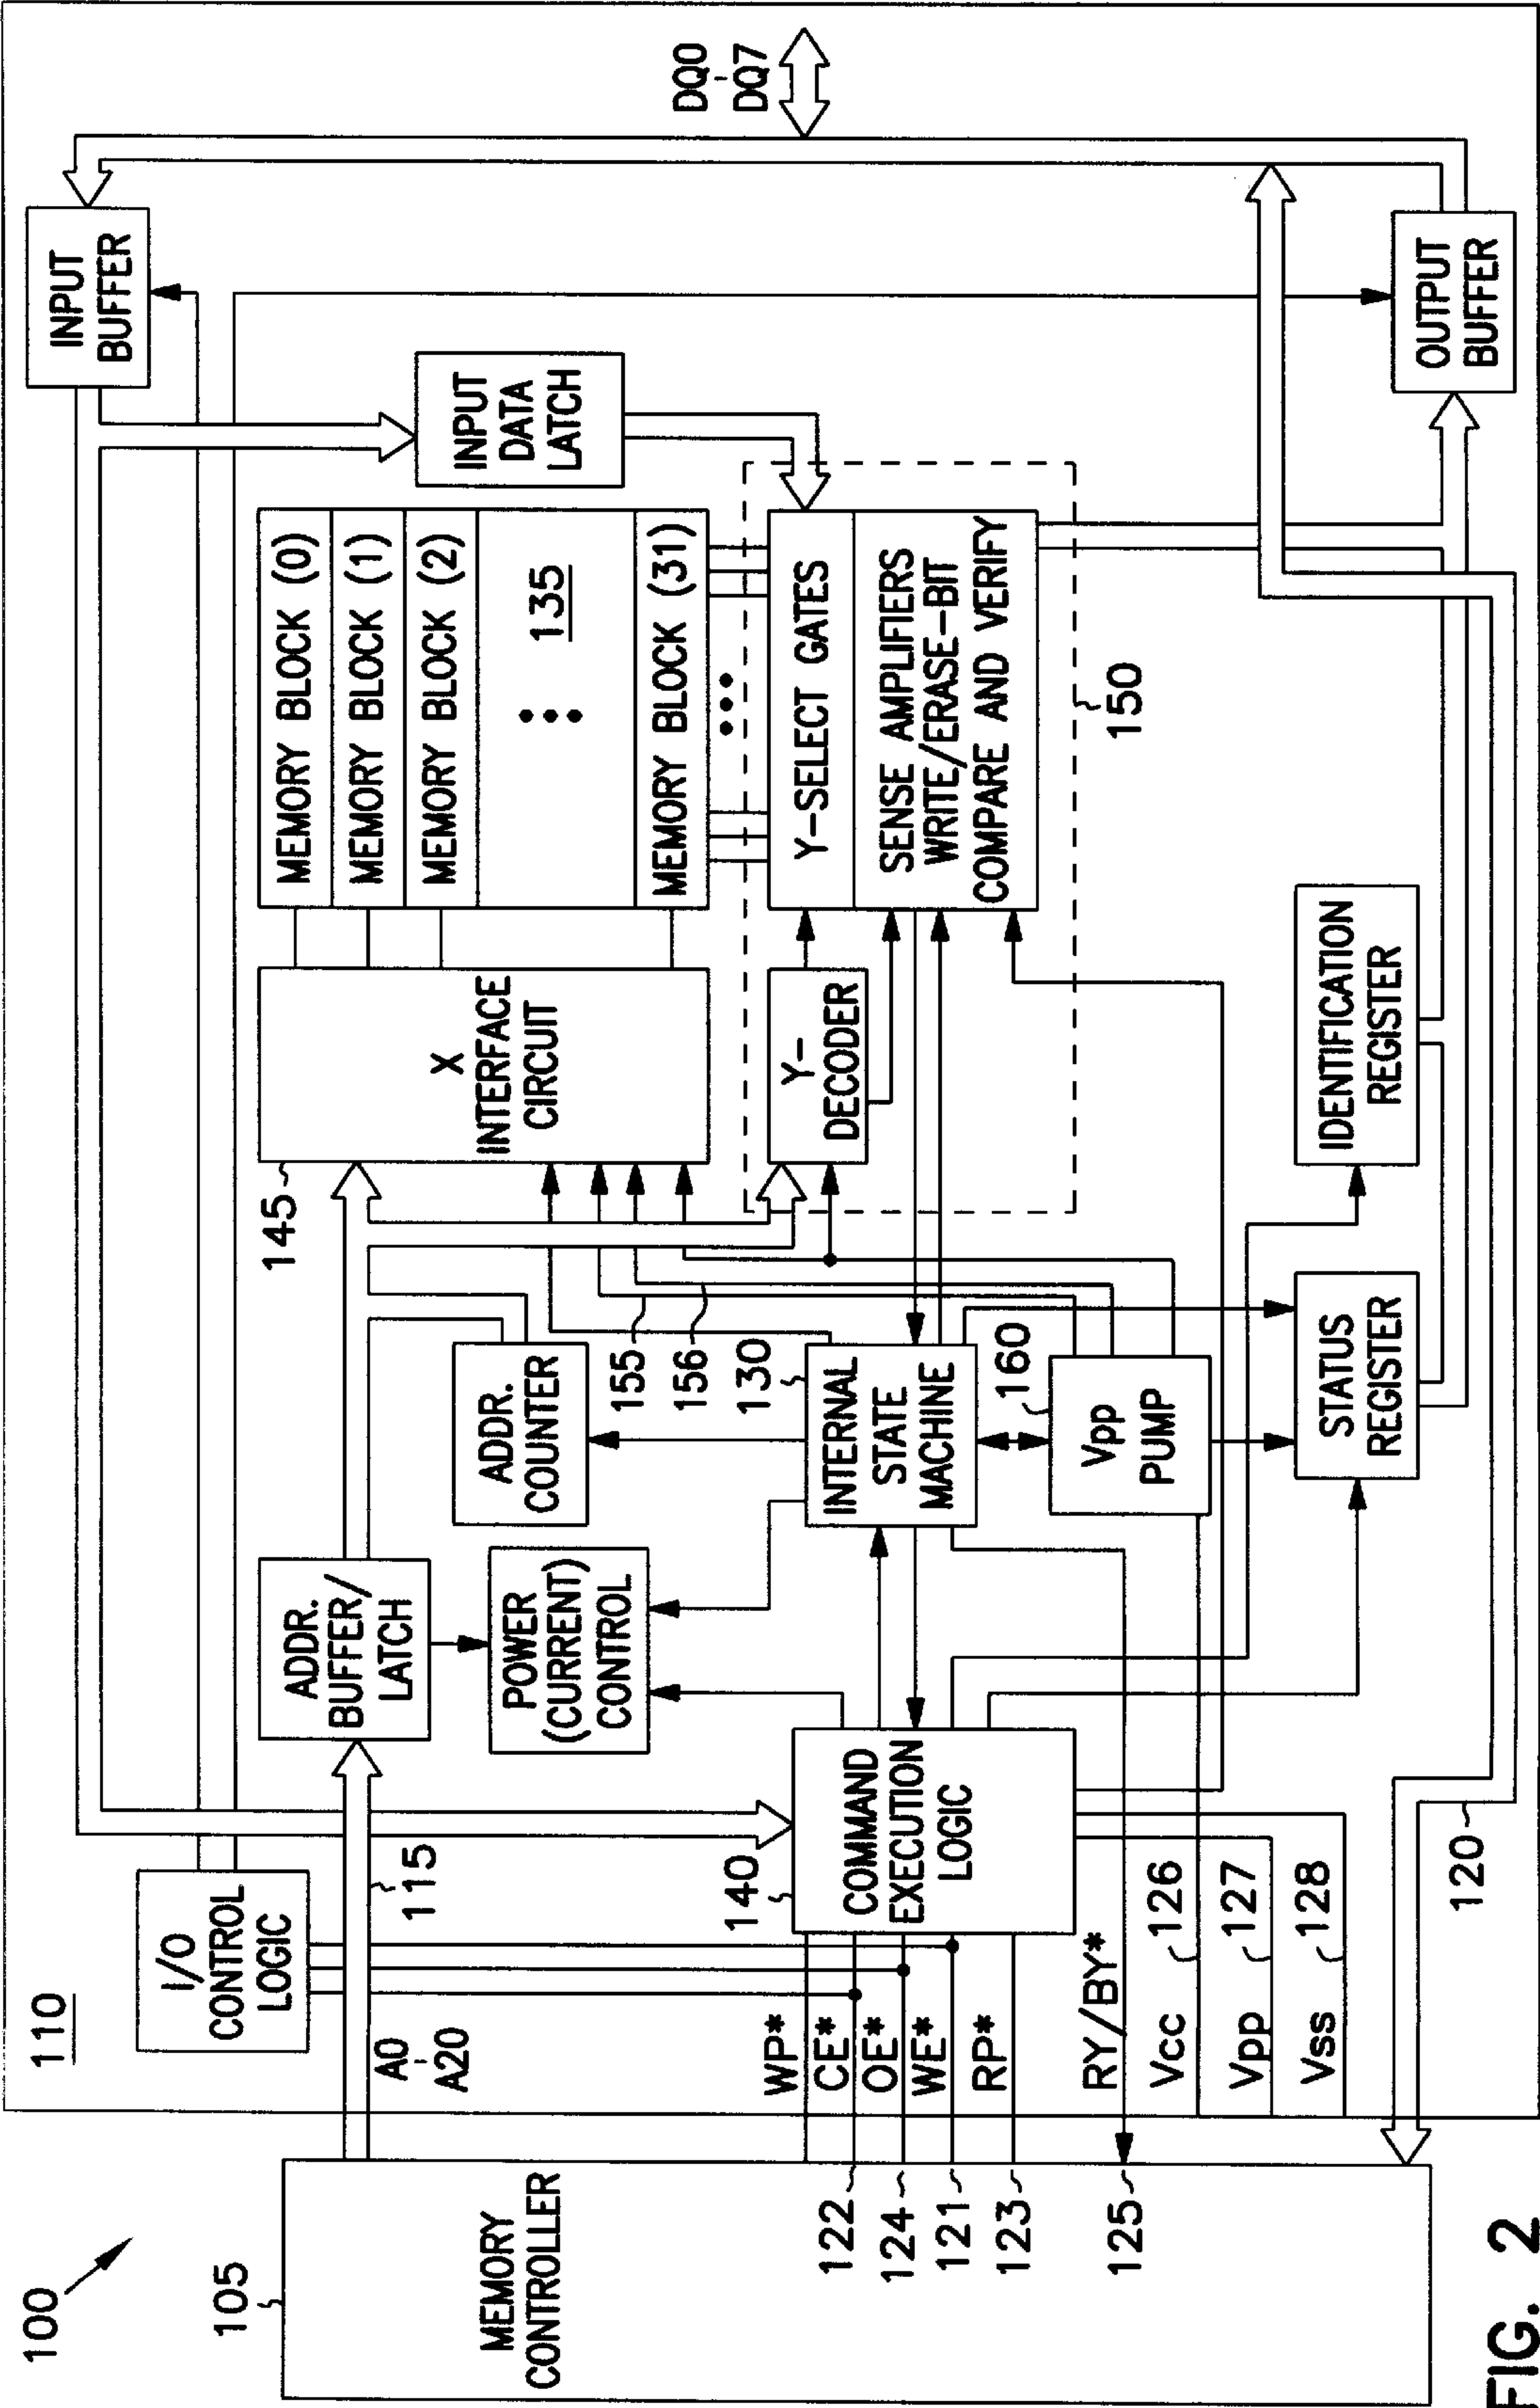 100
105
MEMORY
CONTROLLER
110
I/O
CONTROL
LOGIC
A0
A20
115
ADDR.
BUFFER/
LATCH
POWER
(CURRENT)
CONTROL
ADDR.
COUNTER
145
X
INTERFACE
CIRCUIT
MEMORY BLOCK (0)
MEMORY BLOCK (1)
MEMORY BLOCK (2)
135
MEMORY BLOCK (31)
INPUT
BUFFER
INPUT
DATA
LATCH
DQ0
DQ7
WP*
CE*
OE*
WE*
RP*
122
124
121
123
125
RY/BY*
140
COMMAND
EXECUTION
LOGIC
155
156
130
INTERNAL
STATE
MACHINE
160
Vpp
PUMP
Y-
DECODER
Y-SELECT GATES
SENSE AMPLIFIERS
WRITE/ERASE-BIT
COMPARE AND VERIFY
150
Vcc
126
Vpp
127
Vss
128
120
STATUS
REGISTER
IDENTIFICATION
REGISTER
OUTPUT
BUFFER
FIG. 2